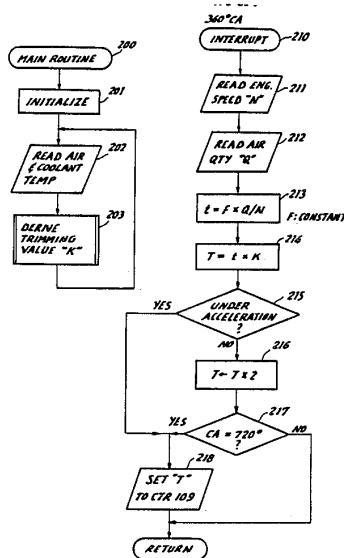 200
MAIN ROUTINE
INITIALIZE
201
READ AIR
& COOLANT
TEMP
202
DERNE
TRIMMING
VALUE "K"
203
360°CA
INTERRUPT
210
READ ENG.
SPEED "N"
211
READ AIR
QTY "Q"
212
t = F × Q/N
213
F: CONSTANT
T = t × K
214
UNDER
ACCELERATION
?
215
YES
NO
T ← T × 2
216
CA = 720°
?
217
YES
NO
SET "T"
TO CTR 109
218
RETURN